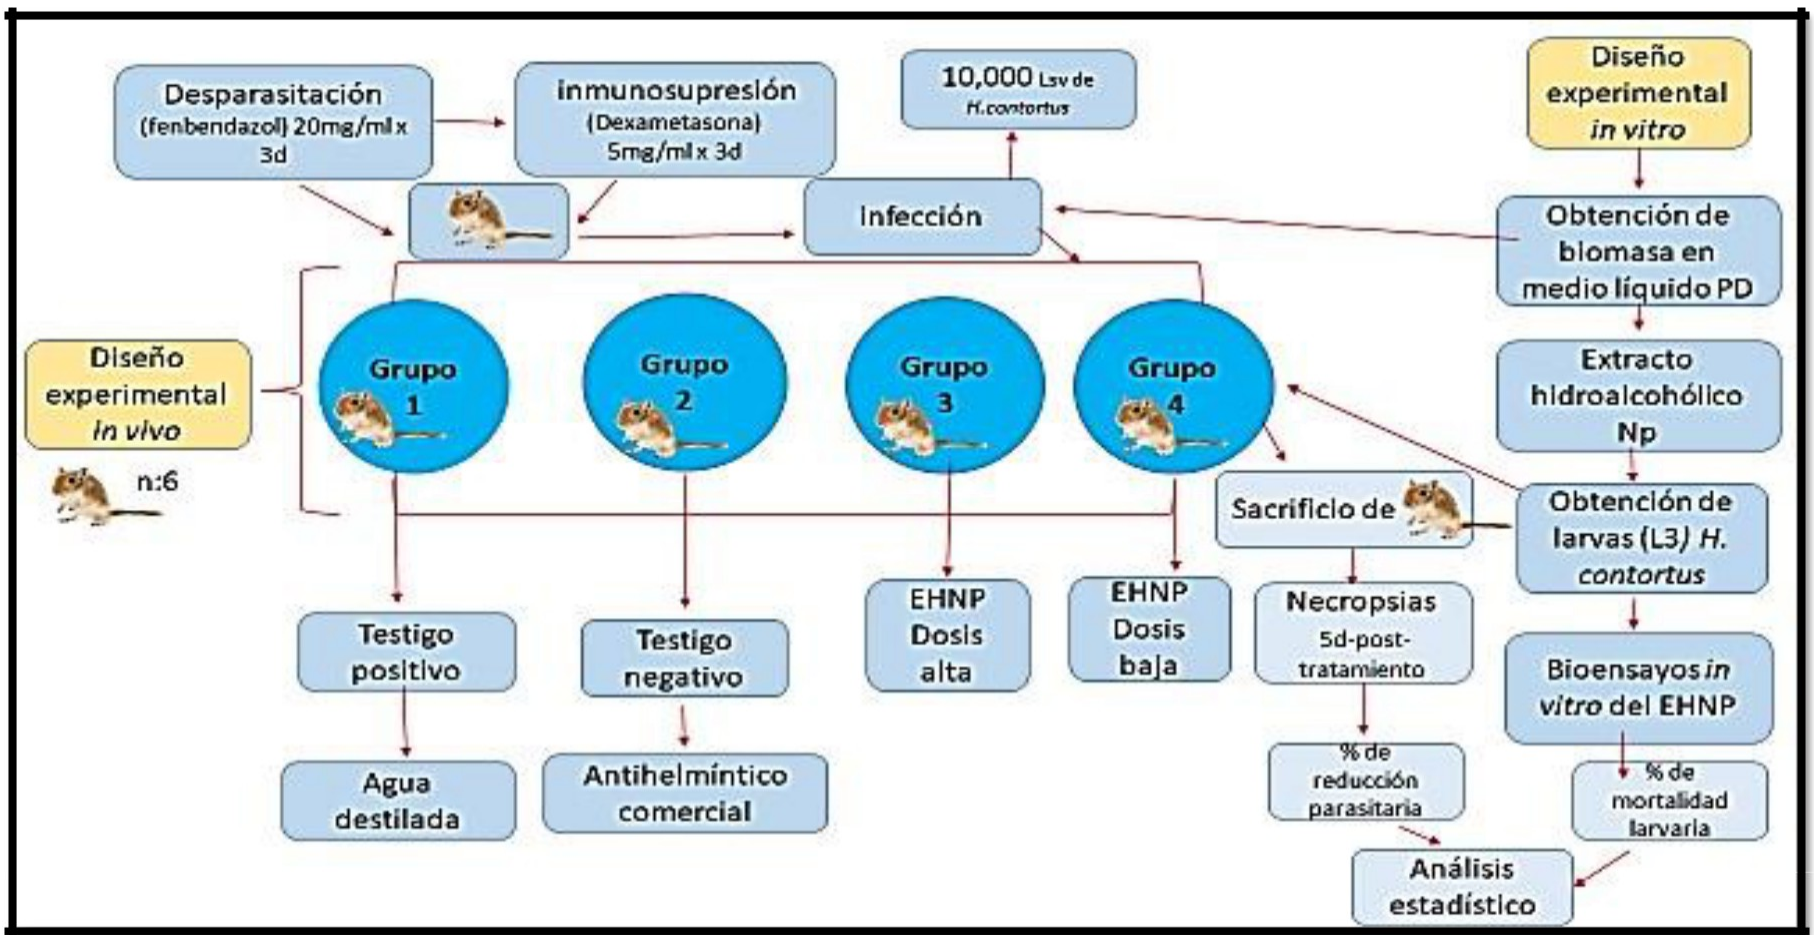 Desparasitación
(fenbendazol) 20mg/ml x
3d
inmunosupresión
(Dexametasona)
5mg/ml x 3d
10,000 Lsv de
H.contortus
Diseño
experimental
in vitro
infección
Obtención de
biomasa en
medio líquido PD
Diseño
experimental
in vivo
n:6
Grupo
1
Grupo
2
Grupo
3
Grupo
4
Extracto
hidroalcohólico
Np
Sacrificio de
Obtención de
larvas (L3) H.
contortus
Testigo
positivo
Testigo
negativo
EHNP
Dosis
alta
EHNP
Dosis
baja
Necropsias
5d-post-
tratamiento
Bioensayos in
vitro del EHNP
Agua
destilada
Antihelmíntico
comercial
% de
reducción
parasitaria
% de
mortalidad
larvaria
Análisis
estadístico